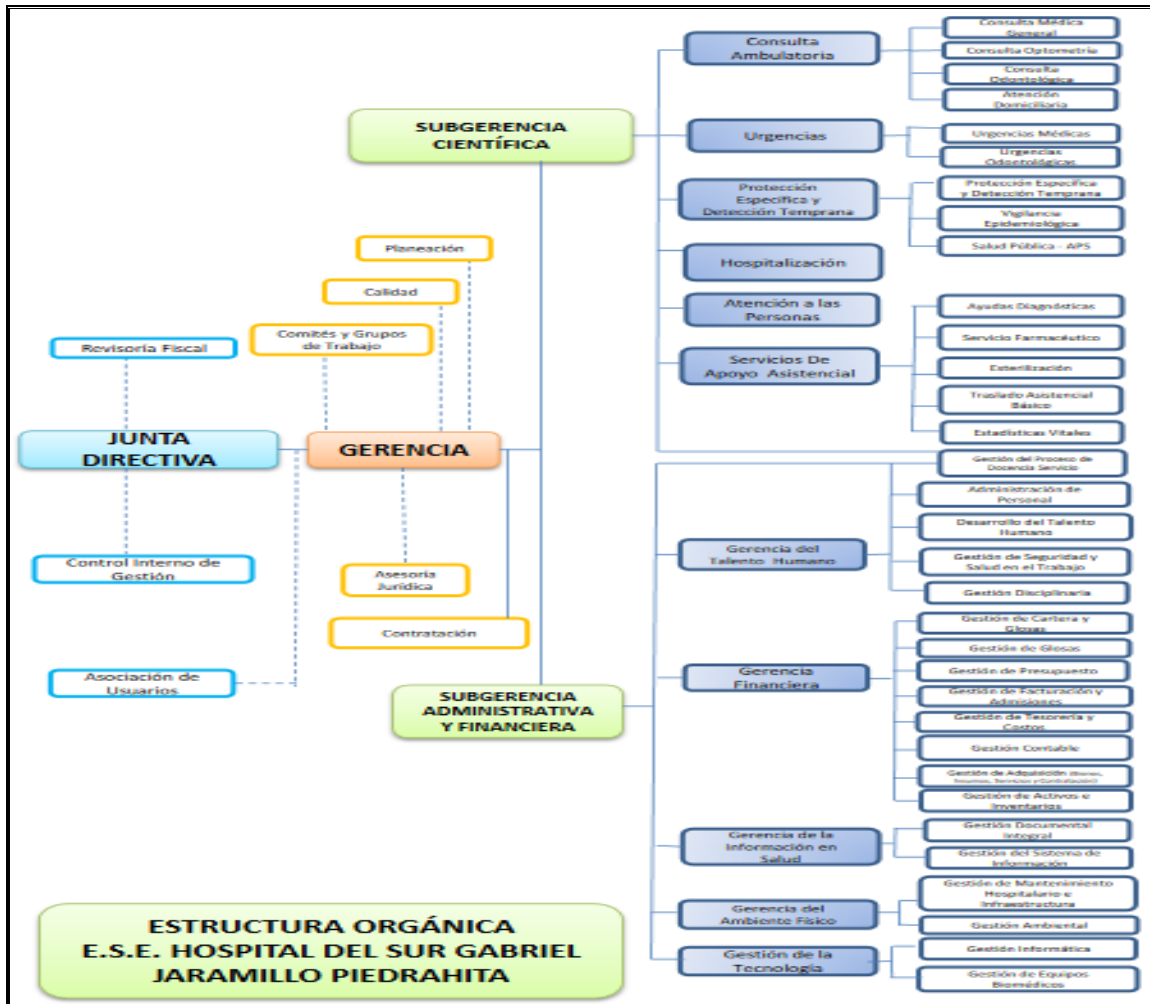 Consulta Médica
General
Consulta Ambulatoria
Consulta Optometría
Consulta
Odontológica
Atención
Domiciliaria
SUBGERENCIA
CIENTÍFICA
Urgencias
Urgencias Médicas
Urgencias
Odontológicas
Protección
Específica y
Detección Temprana
Protección Específica
y Detección Temprana
Vigilancia
Epidemiológica
Salud Pública - APS
Hospitalización
Atención a las
Personas
Servicios De
Apoyo Asistencial
Ayudas Diagnósticas
Servicio Farmacéutico
Esterilización
Traslado Asistencial
Básico
Estadísticas Vitales
Planeación
Calidad
Comités y Grupos
de Trabajo
Revisoría Fiscal
JUNTA
DIRECTIVA
GERENCIA
Control Interno de
Gestión
Asesoría
Jurídica
Contratación
Asociación de
Usuarios
SUBGERENCIA
ADMINISTRATIVA
Y FINANCIERA
Gestión del Proceso de
Docencia Servicio
Gerencia del
Talento Humano
Administración de
Personal
Desarrollo del Talento
Humano
Gestión de Seguridad y
Salud en el Trabajo
Gestión Disciplinaria
Gerencia
Financiera
Gestión de Cartera y
Glosas
Gestión de Glosas
Gestión de Presupuesto
Gestión de Facturación y
Admisiones
Gestión de Tesorería y
Costos
Gestión Contable
Gestión de Adquisición (Bienes,
Insumos, Servicios y Contratación)
Gestión de Activos e
Inventarios
Gerencia de la
Información en
Salud
Gestión Documental
Integral
Gestión del Sistema de
Información
Gerencia del
Ambiente Físico
Gestión de Mantenimiento
Hospitalario e
Infraestructura
Gestión Ambiental
Gestión de la
Tecnología
Gestión Informática
Gestión de Equipos
Biomédicos
ESTRUCTURA ORGÁNICA
E.S.E. HOSPITAL DEL SUR GABRIEL
JARAMILLO PIEDRAHITA